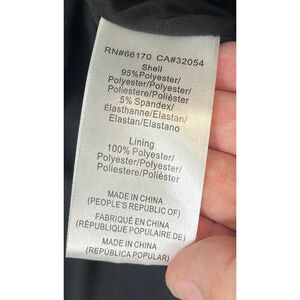 RN#66170 CA#32054
Shell
95%Polyester/
Polyester/Polyester/
Poliestere/Poliéster
5% Spandex/
Élasthanne/Elastan/
Elastan/Elastano
Lining
100% Polyester/
Polyester/Polyester/
Poliestere/Poliéster
MADE IN CHINA
(PEOPLE'S REPUBLIC OF)
FABRIQUÉ EN CHINA
(RÉPUBLIQUE POPULAIRE DE)
MADE IN CHINA
(REPÚBLICA POPULAR)